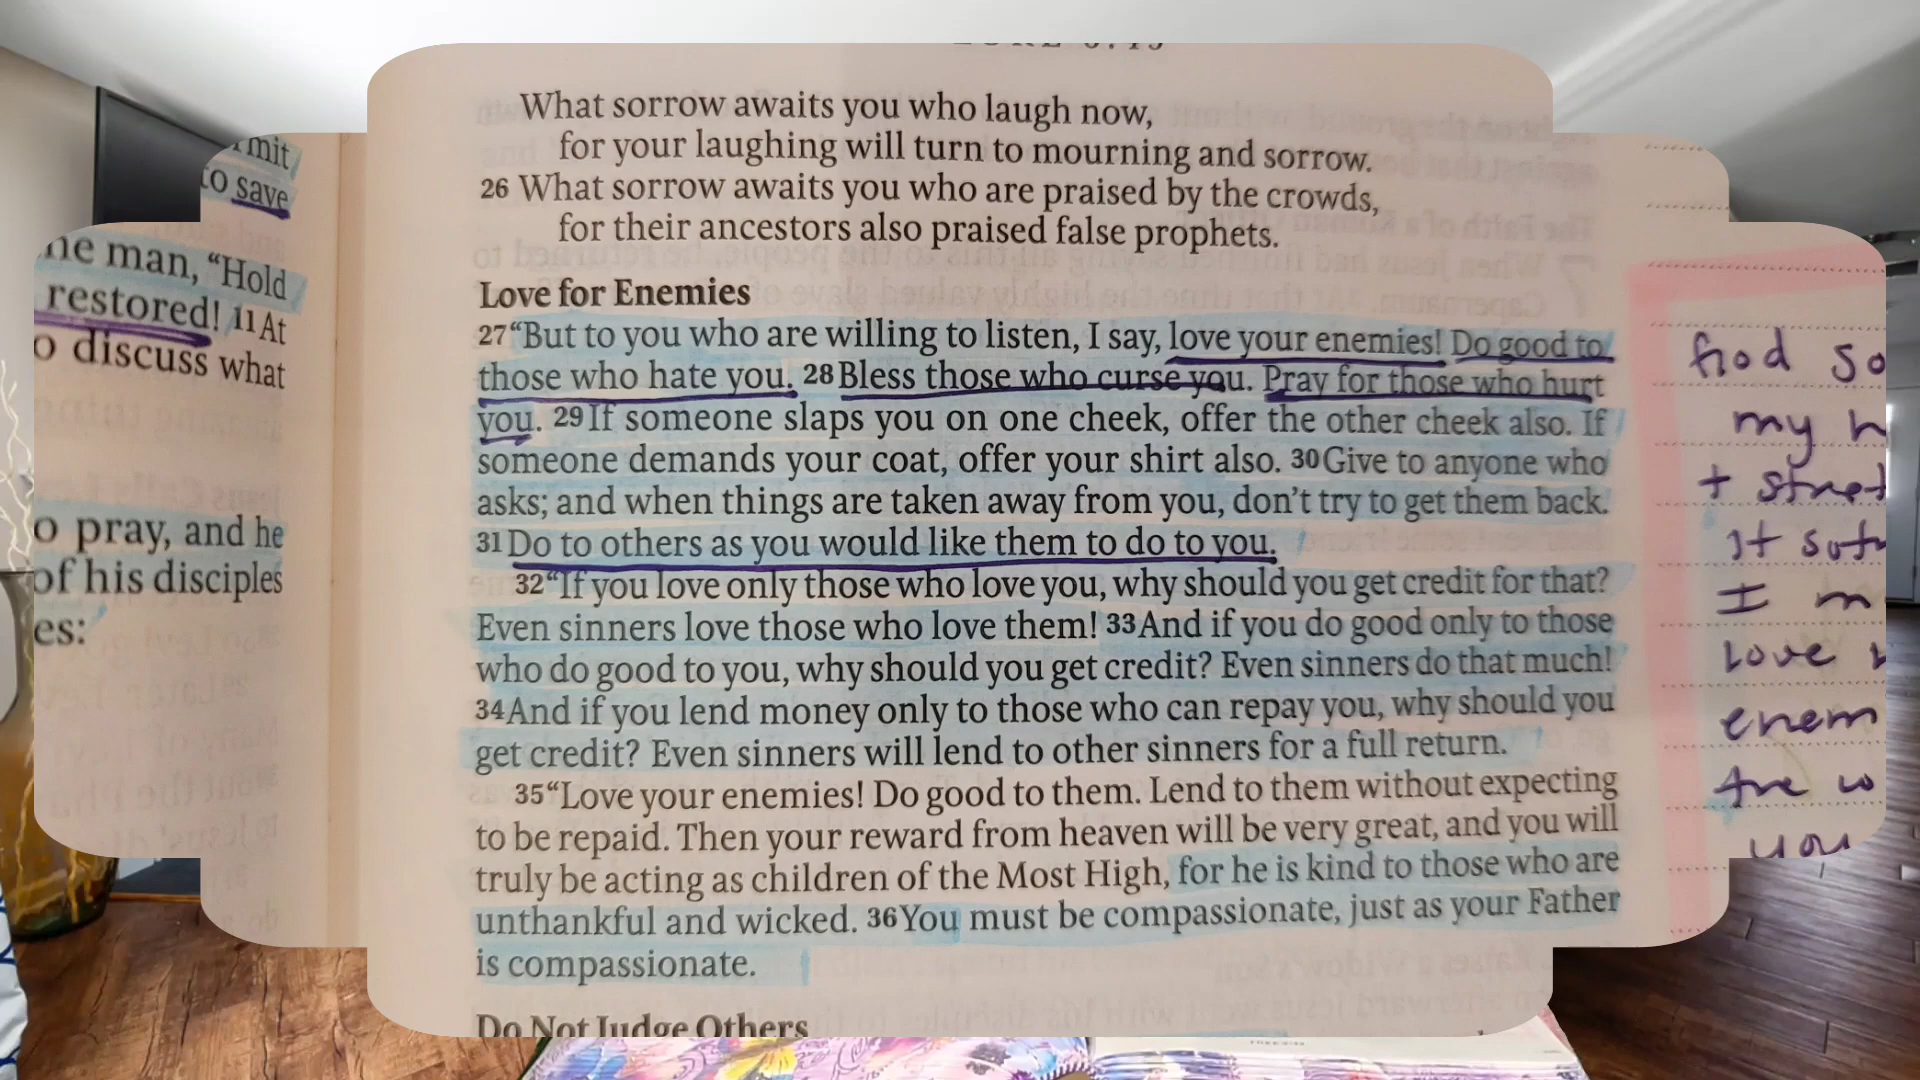 What sorrow awaits you who laugh now,
for your laughing will turn to mourning and sorrow.
26 What sorrow awaits you who are praised by the crowds,
for their ancestors also praised false prophets.
Love for Enemies
27 “But to you who are willing to listen, I say, love your enemies! Do good to
those who hate you. 28 Bless those who curse you. Pray for those who hurt
you. 29 If someone slaps you on one cheek, offer the other cheek also. If
someone demands your coat, offer your shirt also. 30 Give to anyone who
asks; and when things are taken away from you, don’t try to get them back.
31 Do to others as you would like them to do to you.
32 “If you love only those who love you, why should you get credit for that?
Even sinners love those who love them! 33 And if you do good only to those
who do good to you, why should you get credit? Even sinners do that much!
34 And if you lend money only to those who can repay you, why should you
get credit? Even sinners will lend to other sinners for a full return.
35 “Love your enemies! Do good to them. Lend to them without expecting
to be repaid. Then your reward from heaven will be very great, and you will
truly be acting as children of the Most High, for he is kind to those who are
unthankful and wicked. 36 You must be compassionate, just as your Father
is compassionate.
Do Not Judge Others
to save
he man, “Hold
restored! 11 At
o discuss what
o pray, and he
of his disciples
es:
my
+
It
I
love
enem
you